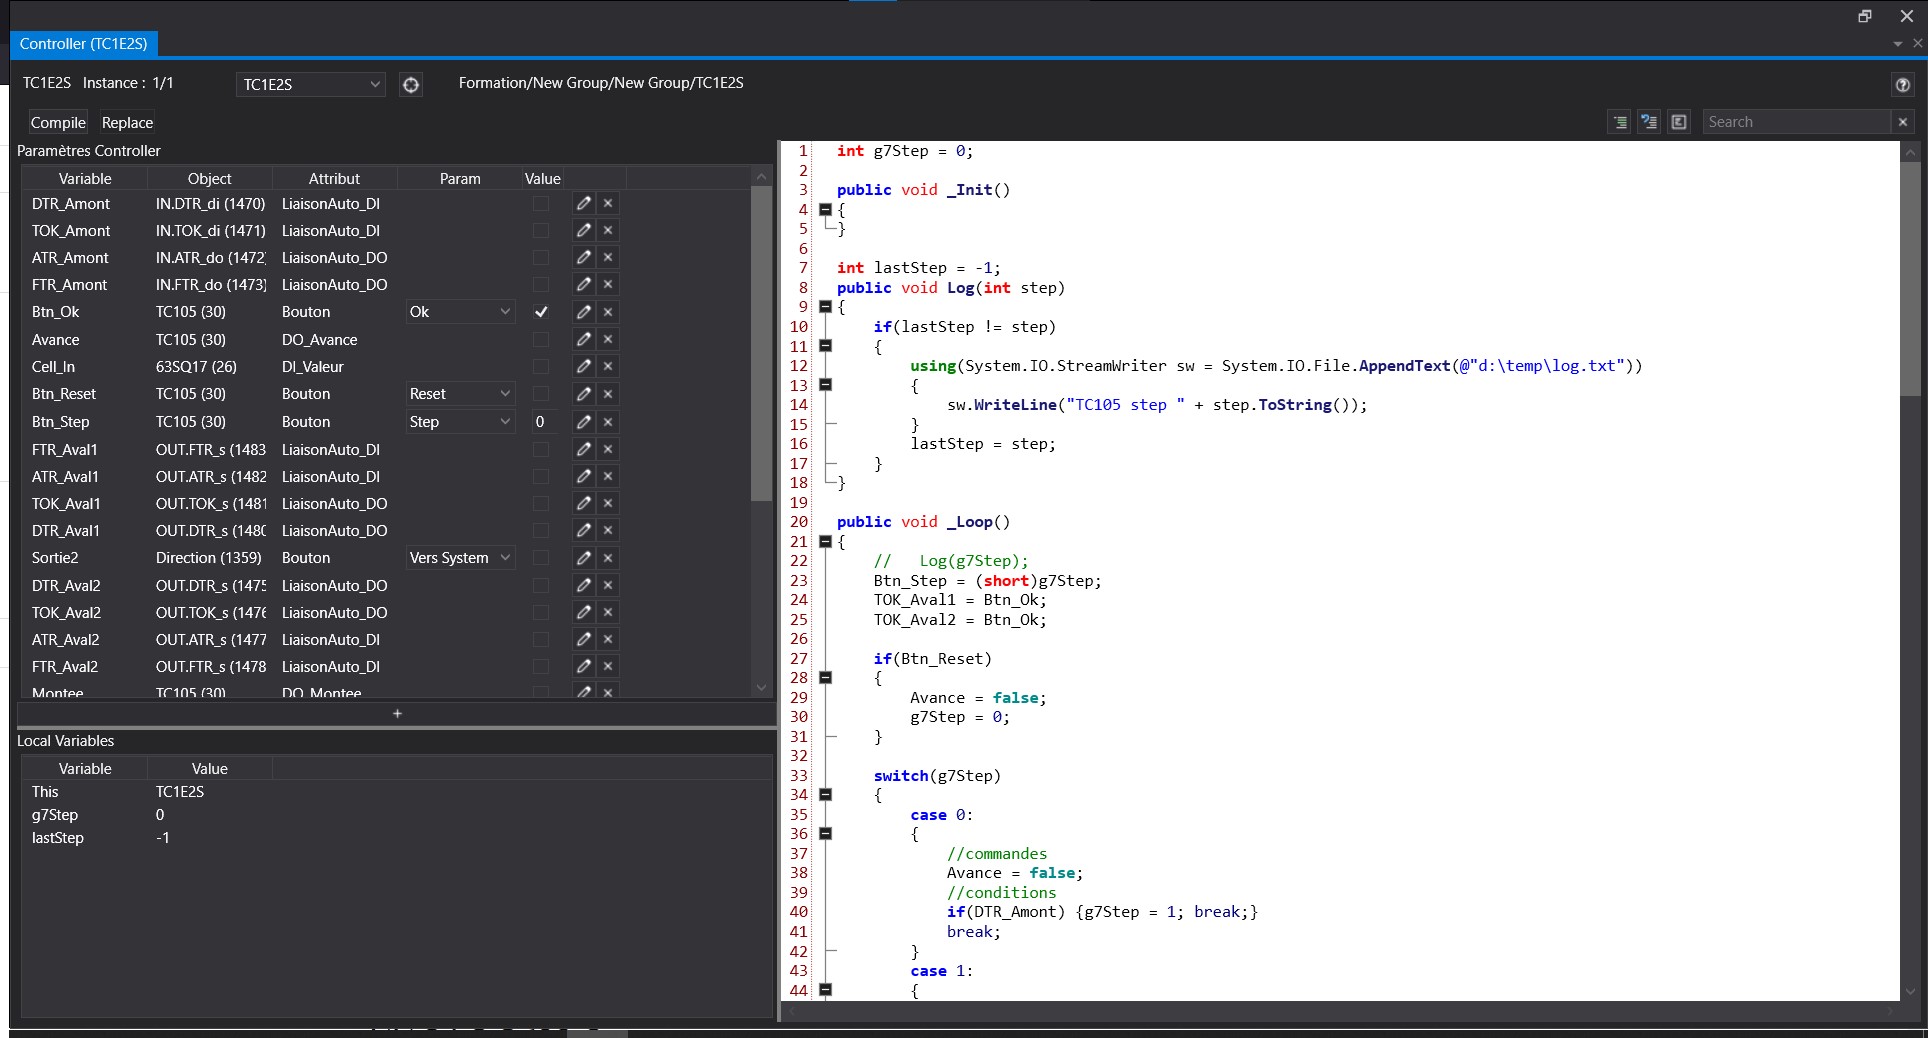 Controller (TC1E2S)
TC1E2S Instance : 1/1 TC1E2S Formation/New Group/New Group/TC1E2S
Compile Replace Search
Paramètres Controller
Variable Object Attribut Param Value
DTR_Amont IN.DTR_di (1470) LiaisonAuto_DI
TOK_Amont IN.TOK_di (1471) LiaisonAuto_DI
ATR_Amont IN.ATR_do (1472) LiaisonAuto_DO
FTR_Amont IN.FTR_do (1473) LiaisonAuto_DO
Btn_Ok TC105 (30) Bouton Ok
Avance TC105 (30) DO_Avance
Cell_In 63SQ17 (26) DI_Valeur
Btn_Reset TC105 (30) Bouton Reset
Btn_Step TC105 (30) Bouton Step 0
FTR_Aval1 OUT.FTR_s (1483 LiaisonAuto_DI
ATR_Aval1 OUT.ATR_s (1482 LiaisonAuto_DI
TOK_Aval1 OUT.TOK_s (1481 LiaisonAuto_DO
DTR_Aval1 OUT.DTR_s (1480 LiaisonAuto_DO
Sortie2 Direction (1359) Bouton Vers System
DTR_Aval2 OUT.DTR_s (1475 LiaisonAuto_DO
TOK_Aval2 OUT.TOK_s (1476 LiaisonAuto_DO
ATR_Aval2 OUT.ATR_s (1477 LiaisonAuto_DI
FTR_Aval2 OUT.FTR_s (1478 LiaisonAuto_DI
Montee TC105 (30) DO_Montee
+
Local Variables
Variable Value
This TC1E2S
g7Step 0
lastStep -1
1 int g7Step = 0;
2
3 public void _Init()
4 {
5 }
6
7 int lastStep = -1;
8 public void Log(int step)
9 {
10 if(lastStep != step)
11 {
12 using(System.IO.StreamWriter sw = System.IO.File.AppendText(@"d:\temp\log.txt"))
13 {
14 sw.WriteLine("TC105 step " + step.ToString());
15 }
16 lastStep = step;
17 }
18 }
19
20 public void _Loop()
21 {
22 // Log(g7Step);
23 Btn_Step = (short)g7Step;
24 TOK_Aval1 = Btn_Ok;
25 TOK_Aval2 = Btn_Ok;
26
27 if(Btn_Reset)
28 {
29 Avance = false;
30 g7Step = 0;
31 }
32
33 switch(g7Step)
34 {
35 case 0:
36 {
37 //commandes
38 Avance = false;
39 //conditions
40 if(DTR_Amont) {g7Step = 1; break;}
41 break;
42 }
43 case 1:
44 {